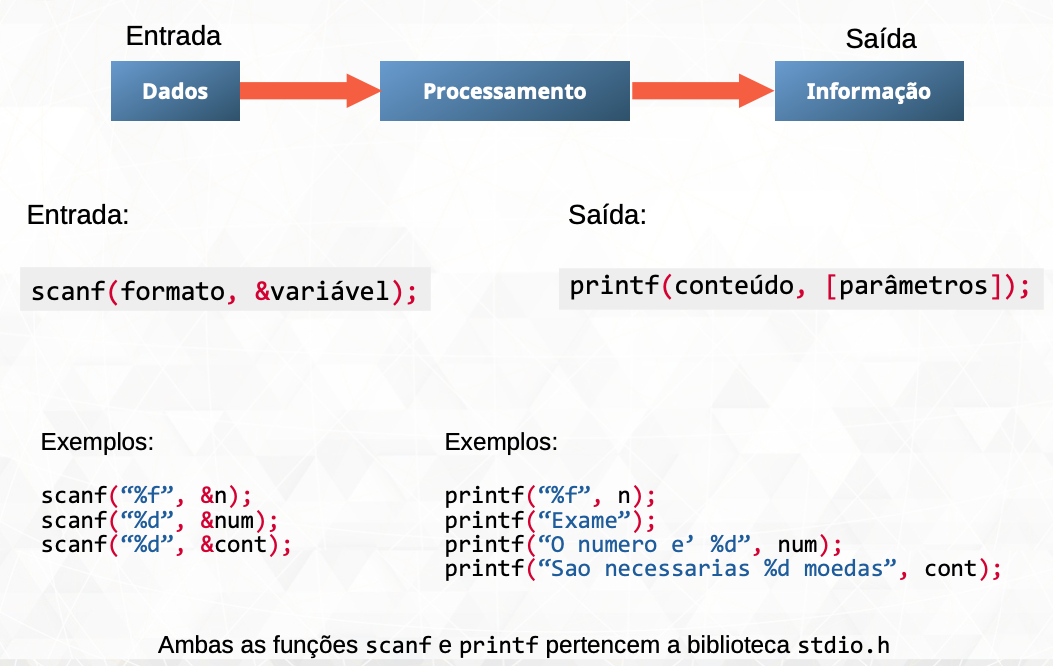 Entrada
Saída
Dados
Processamento
Informação
Entrada:
Saída:
scanf(formato, &variável);
printf(conteúdo, [parâmetros]);
Exemplos:
scanf(“%f”, &n);
scanf(“%d”, &num);
scanf(“%d”, &cont);
Exemplos:
printf(“%f”, n);
printf(“Exame”);
printf(“O numero e’ %d”, num);
printf(“Sao necessarias %d moedas”, cont);
Ambas as funções scanf e printf pertencem a biblioteca stdio.h